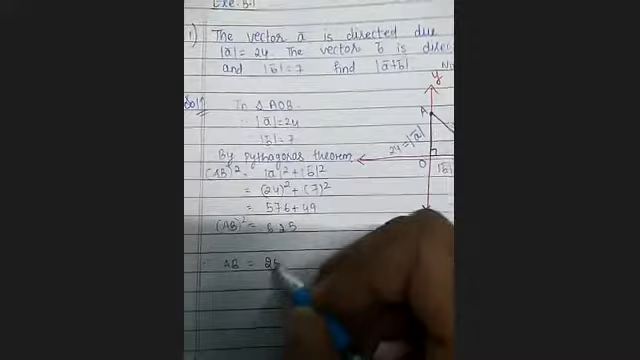 Exe. 5.1
1) The vector a̅ is directed due
|a̅| = 24. The vector b̅ is direc
and |b̅| = 7 find |a̅+b̅|
Sol!
In △ AOB.
|a̅| = 24
|b̅| = 7
By pythagoras theorem
(AB)² = |a̅|² + |b̅|²
= (24)² + (7)²
= 576 + 49
(AB)² = 625
AB = 25
y
A
24 = |a̅|
O
|b̅|